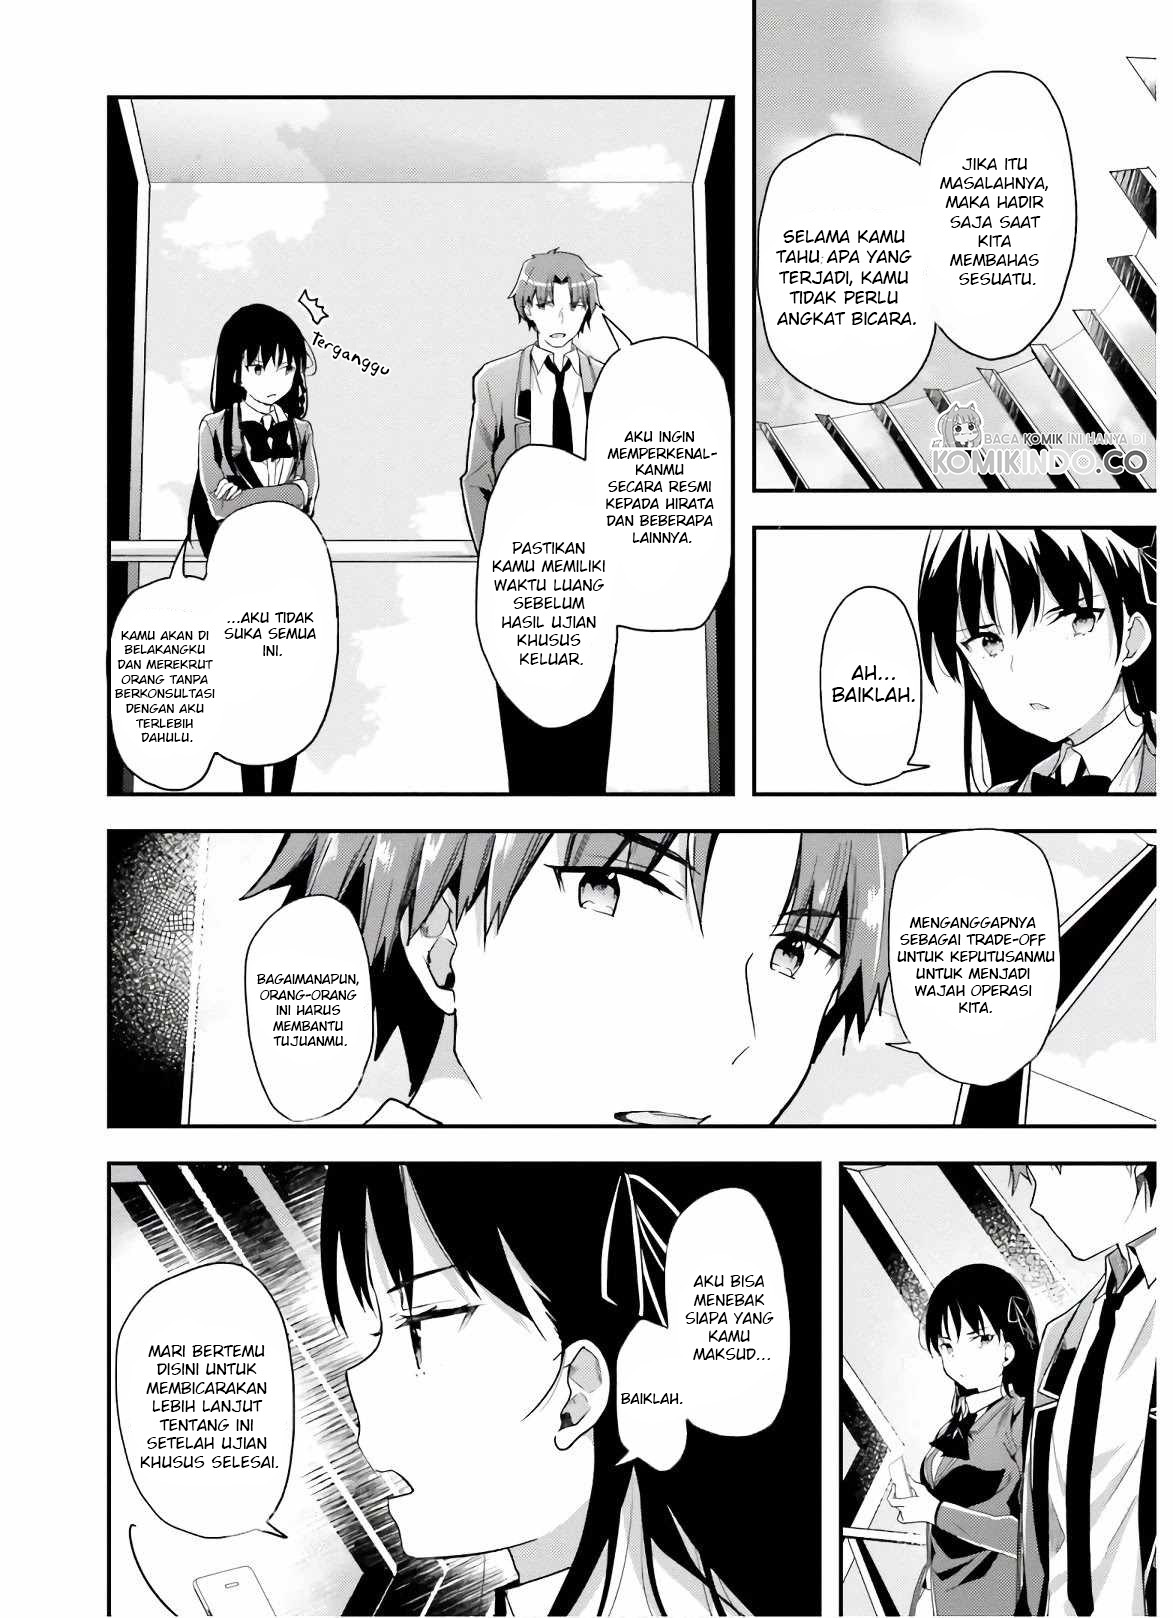 JIKA ITU
MASALAHNYA,
MAKA HADIR
SAJA SAAT
KITA
MEMBAHAS
SESUATU.
SELAMA KAMU
TAHU APA YANG
TERJADI, KAMU
TIDAK PERLU
ANGKAT BICARA.
BACA KOMIK INI HANYA DI
KOMIKINDO.CO
AH...
BAIKLAH.
AKU INGIN
MEMPERKENAL-
KANMU
SECARA RESMI
KEPADA HIRATA
DAN BEBERAPA
LAINNYA.
PASTIKAN
KAMU MEMILIKI
WAKTU LUANG
SEBELUM
HASIL UJIAN
KHUSUS
KELUAR.
terganggu
...AKU TIDAK
SUKA SEMUA
INI.
KAMU AKAN DI
BELAKANGKU
DAN MEREKRUT
ORANG TANPA
BERKONSULTASI
DENGAN AKU
TERLEBIH
DAHULU.
MENGANGGAPNYA
SEBAGAI TRADE-OFF
UNTUK KEPUTUSANMU
UNTUK MENJADI
WAJAH OPERASI
KITA.
BAGAIMANAPUN,
ORANG-ORANG
INI HARUS
MEMBANTU
TUJUANMU.
AKU BISA
MENEBAK
SIAPA YANG
KAMU
MAKSUD...
BAIKLAH.
MARI BERTEMU
DISINI UNTUK
MEMBICARAKAN
LEBIH LANJUT
TENTANG INI
SETELAH UJIAN
KHUSUS SELESAI.